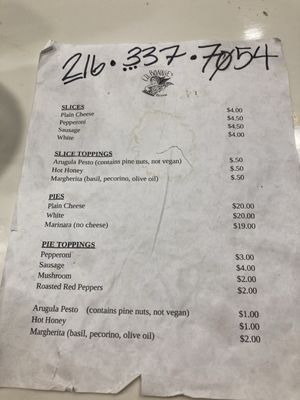 216.337.7054
LIL BONNIE'S
SLICES
Plain Cheese $4.00
Pepperoni $4.50
Sausage $4.50
White $4.00
SLICE TOPPINGS
Arugula Pesto (contains pine nuts, not vegan) $.50
Hot Honey $.50
Margherita (basil, pecorino, olive oil) $.50
PIES
Plain Cheese $20.00
White $20.00
Marinara (no cheese) $19.00
PIE TOPPINGS
Pepperoni $3.00
Sausage $4.00
Mushroom $2.00
Roasted Red Peppers $2.00
Arugula Pesto (contains pine nuts, not vegan) $1.00
Hot Honey $1.00
Margherita (basil, pecorino, olive oil) $2.00